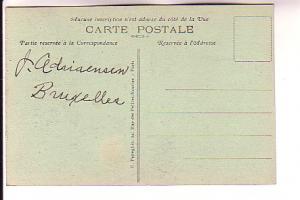 Aucune inscription n'est admise du côté de la Vue
CARTE POSTALE
Partie reservée à la Correspondance
Reservée à l'Adresse
J. Adriaensen
Bruxelles